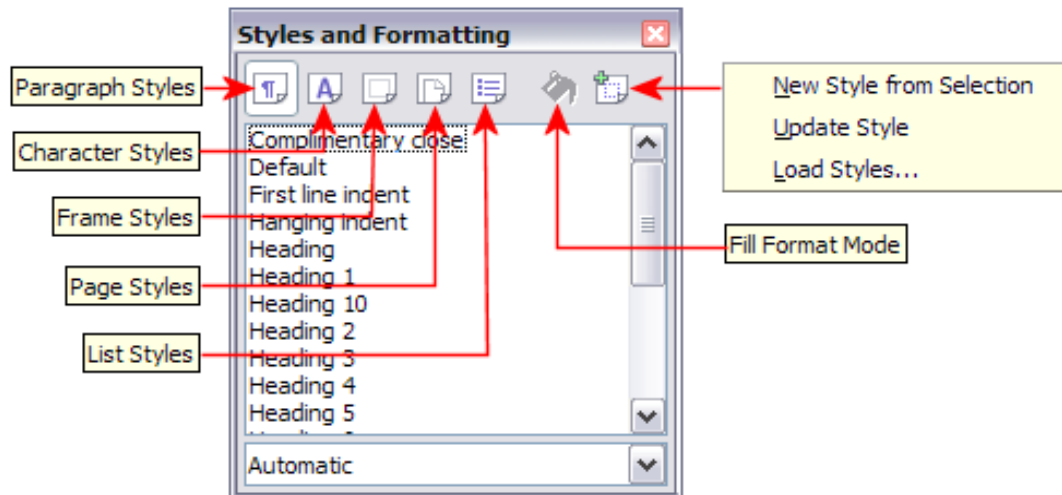 Styles and Formatting
Paragraph Styles
Character Styles
Frame Styles
Page Styles
List Styles
Complimentary close
Default
First line indent
Hanging indent
Heading
Heading 1
Heading 10
Heading 2
Heading 3
Heading 4
Heading 5
Automatic
New Style from Selection
Update Style
Load Styles...
Fill Format Mode